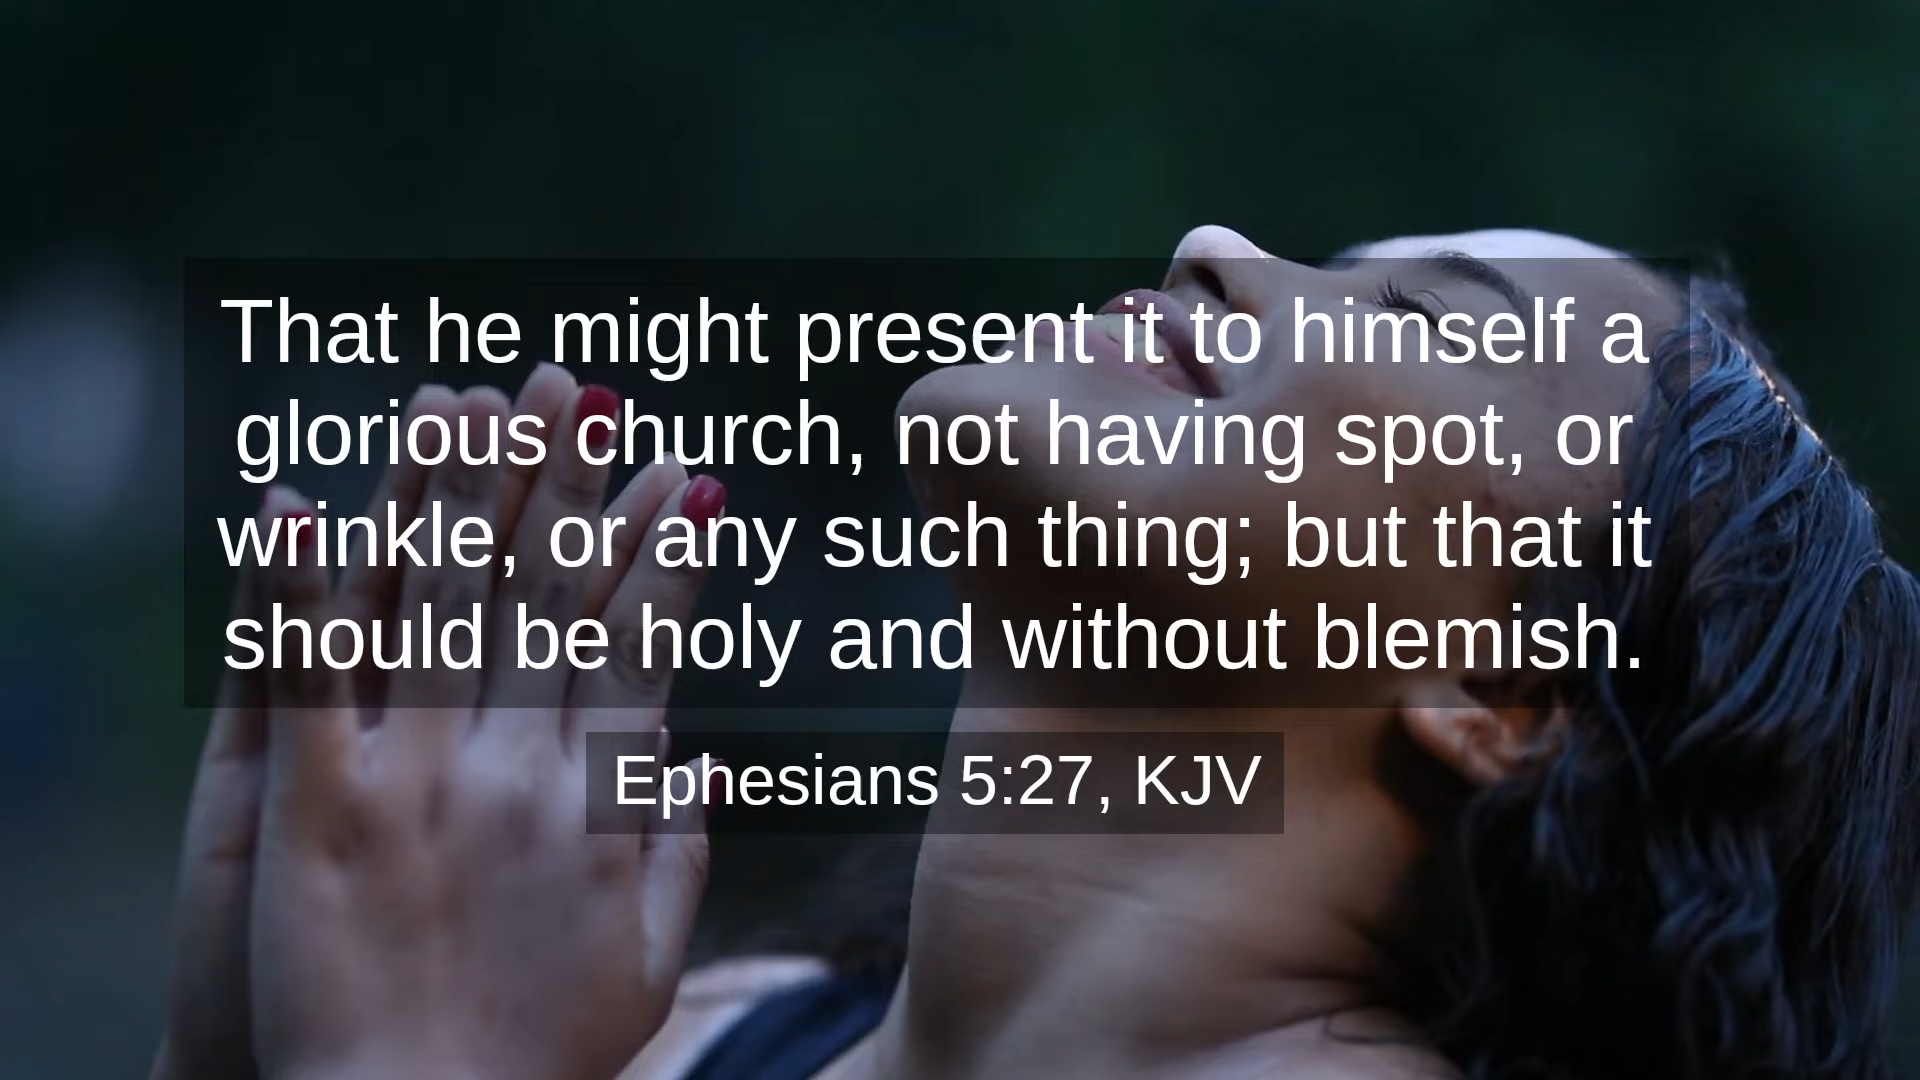 That he might present it to himself a
glorious church, not having spot, or
wrinkle, or any such thing; but that it
should be holy and without blemish.
Ephesians 5:27, KJV